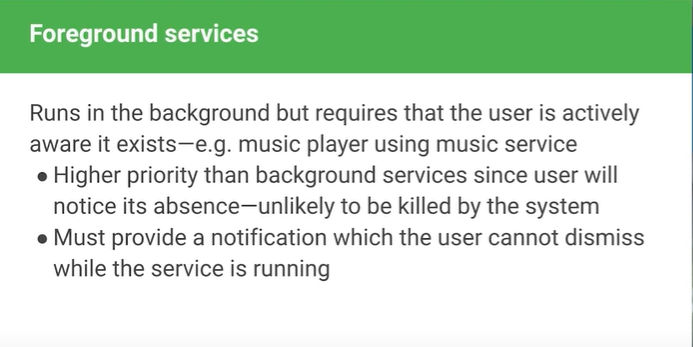 Foreground services
Runs in the background but requires that the user is actively
aware it exists—e.g. music player using music service
● Higher priority than background services since user will
notice its absence—unlikely to be killed by the system
● Must provide a notification which the user cannot dismiss
while the service is running